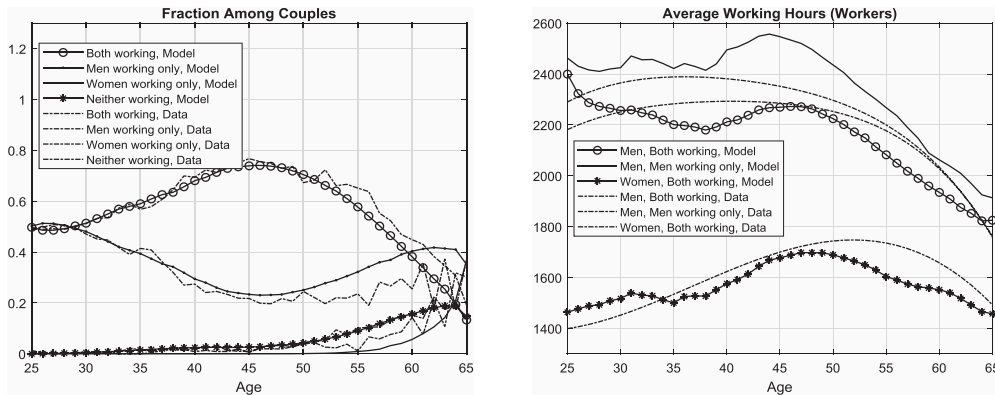 Fraction Among Couples
1.2
1
0.8
0.6
0.4
0.2
0
Both working, Model
Men working only, Model
Women working only, Model
Neither working, Model
Both working, Data
Men working only, Data
Women working only, Data
Neither working, Data
25 30 35 40 45 50 55 60 65
Age
Average Working Hours (Workers)
2600
2400
2200
2000
1800
1600
1400
Men, Both working, Model
Men, Men working only, Model
Women, Both working, Model
Men, Both working, Data
Men, Men working only, Data
Women, Both working, Data
25 30 35 40 45 50 55 60 65
Age